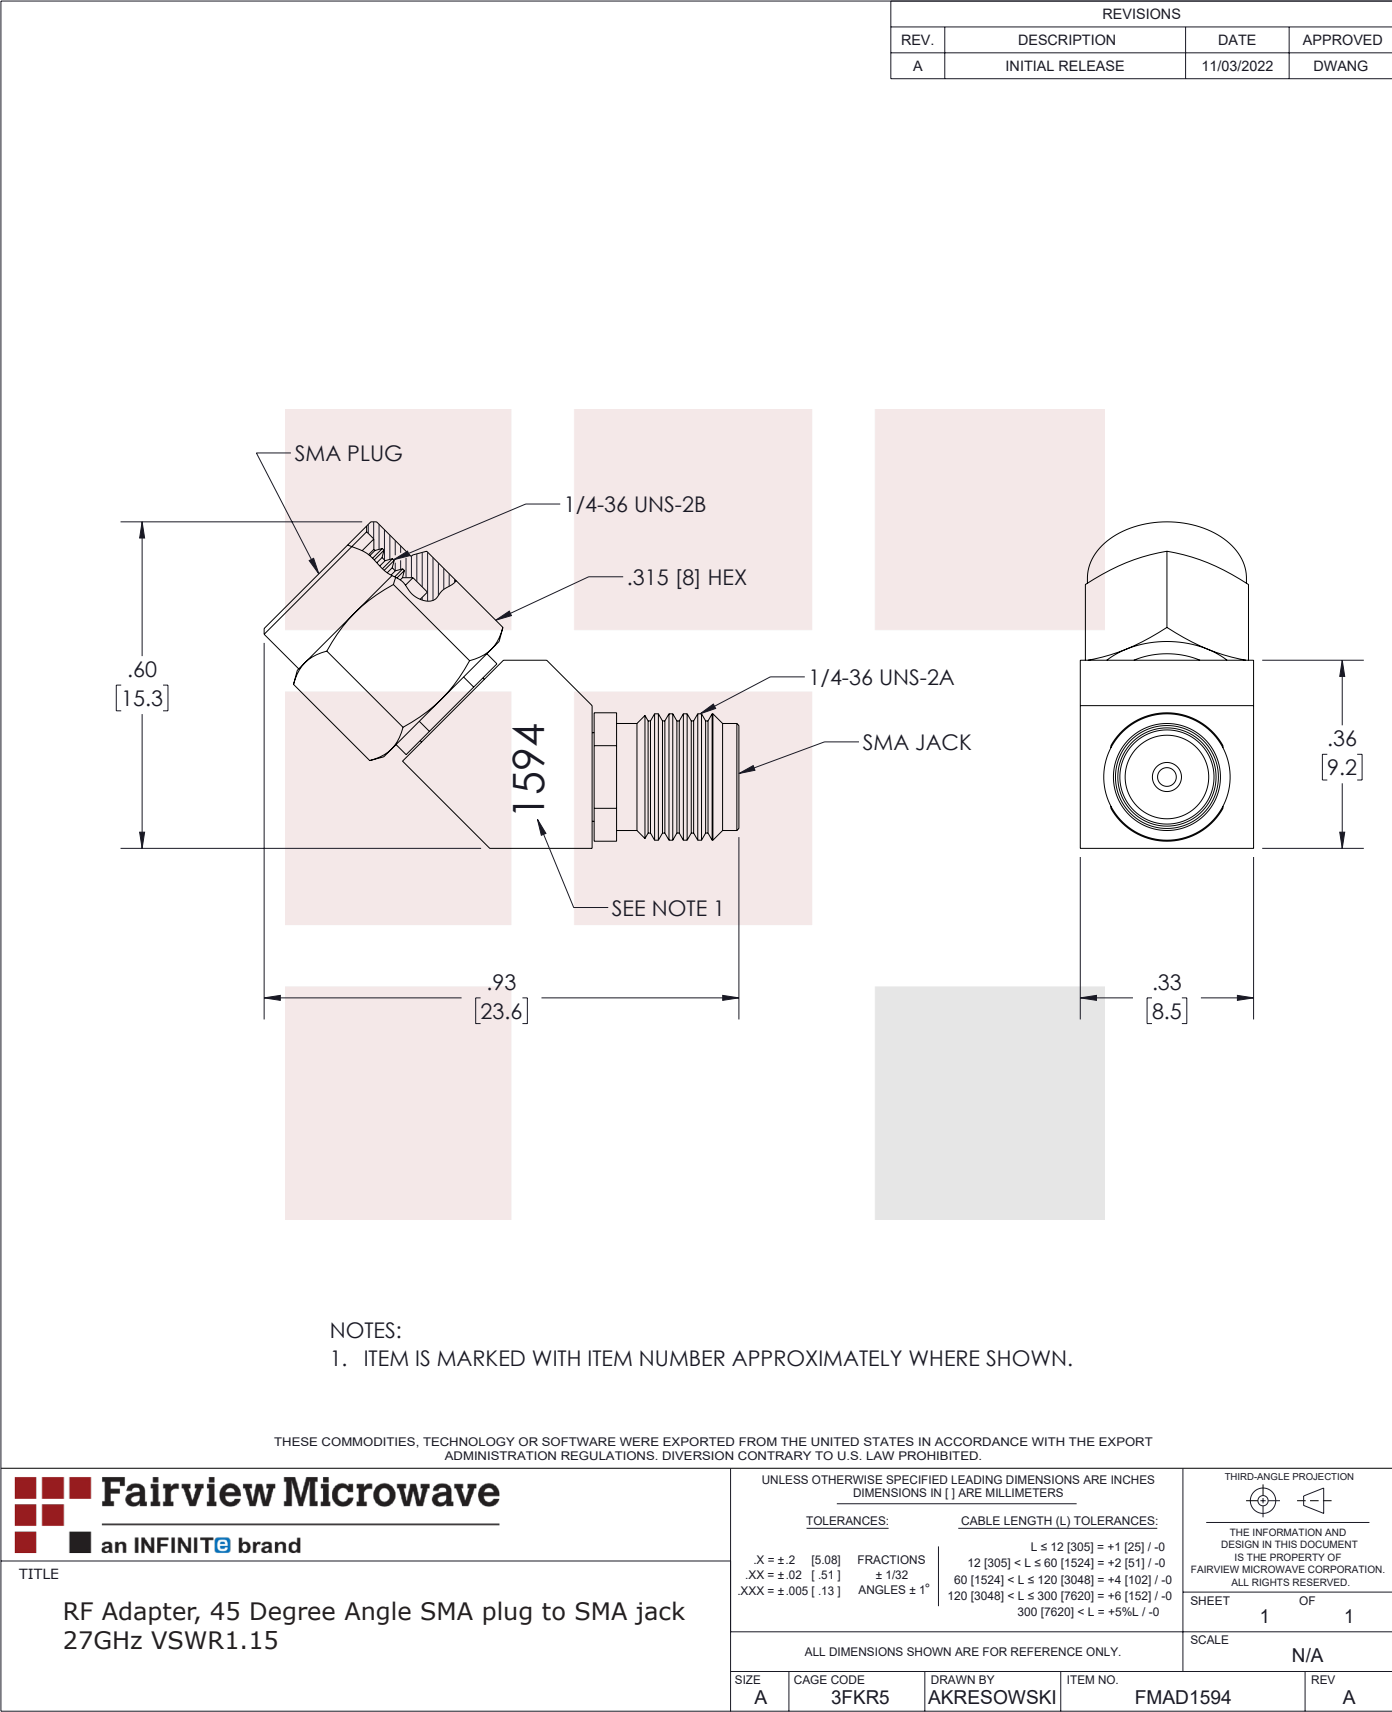 REVISIONS
REV. DESCRIPTION DATE APPROVED
A INITIAL RELEASE 11/03/2022 DWANG
SMA PLUG
1/4-36 UNS-2B
.315 [8] HEX
.60
[15.3]
1/4-36 UNS-2A
SMA JACK
1594
SEE NOTE 1
.36
[9.2]
.93
[23.6]
.33
[8.5]
NOTES:
1. ITEM IS MARKED WITH ITEM NUMBER APPROXIMATELY WHERE SHOWN.
THESE COMMODITIES, TECHNOLOGY OR SOFTWARE WERE EXPORTED FROM THE UNITED STATES IN ACCORDANCE WITH THE EXPORT
ADMINISTRATION REGULATIONS. DIVERSION CONTRARY TO U.S. LAW PROHIBITED.
Fairview Microwave
an INFINITe brand
TITLE
RF Adapter, 45 Degree Angle SMA plug to SMA jack
27GHz VSWR1.15
UNLESS OTHERWISE SPECIFIED LEADING DIMENSIONS ARE INCHES
DIMENSIONS IN [ ] ARE MILLIMETERS
TOLERANCES:
.X = ±.2 [5.08] FRACTIONS
.XX = ±.02 [ .51 ] ± 1/32
.XXX = ±.005 [ .13 ] ANGLES ± 1°
CABLE LENGTH (L) TOLERANCES:
L ≤ 12 [305] = +1 [25] / -0
12 [305] < L ≤ 60 [1524] = +2 [51] / -0
60 [1524] < L ≤ 120 [3048] = +4 [102] / -0
120 [3048] < L ≤ 300 [7620] = +6 [152] / -0
300 [7620] < L = +5%L / -0
ALL DIMENSIONS SHOWN ARE FOR REFERENCE ONLY.
THIRD-ANGLE PROJECTION
THE INFORMATION AND
DESIGN IN THIS DOCUMENT
IS THE PROPERTY OF
FAIRVIEW MICROWAVE CORPORATION.
ALL RIGHTS RESERVED.
SHEET 1 OF 1
SCALE N/A
SIZE CAGE CODE DRAWN BY ITEM NO. REV
A 3FKR5 AKRESOWSKI FMAD1594 A